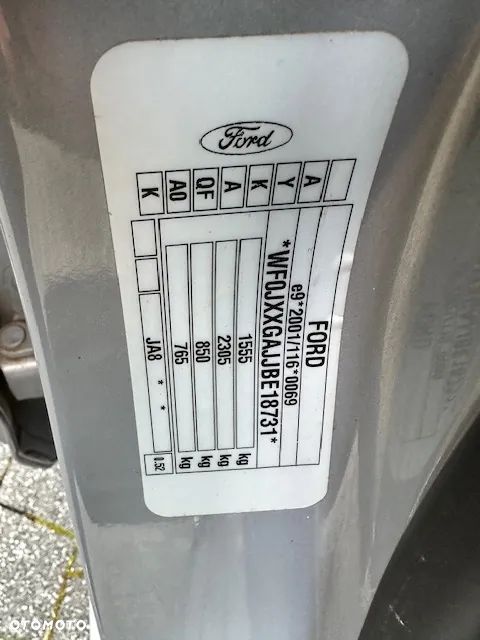 Ford
FORD
e9*2001/116*0069
*WF0JXXGAJJBE18731*
1555 kg
2305 kg
850 kg
765 kg
JA8 * * 0.52
A
Y
K
A
QF
A0
K
OTOMOTO